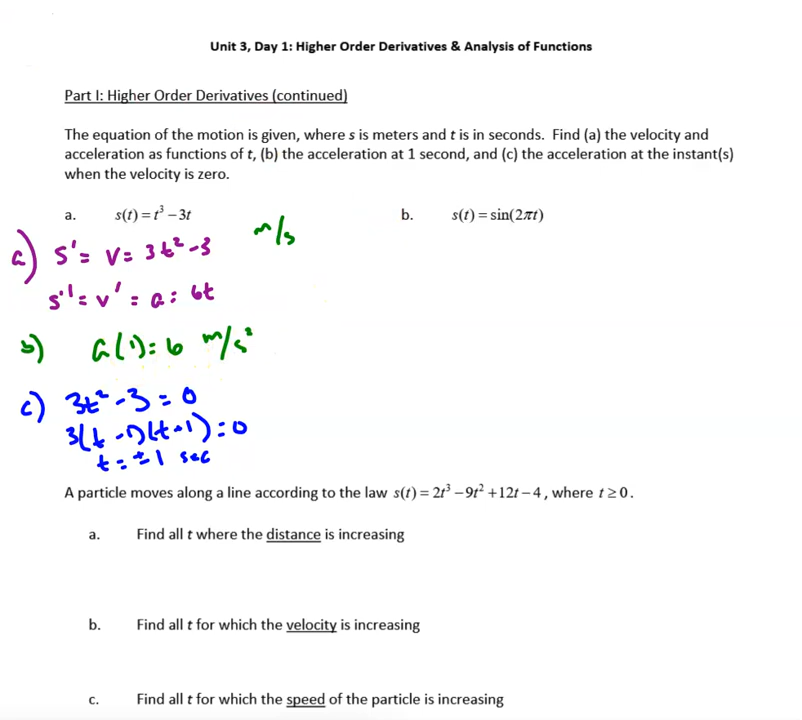 Unit 3, Day 1: Higher Order Derivatives & Analysis of Functions
Part I: Higher Order Derivatives (continued)
The equation of the motion is given, where s is meters and t is in seconds. Find (a) the velocity and
acceleration as functions of t, (b) the acceleration at 1 second, and (c) the acceleration at the instant(s)
when the velocity is zero.
a. s(t) = t³ – 3t
b. s(t) = sin(2πt)
a) s' = v = 3t² - 3 m/s
s'' = v' = a = 6t
b) a(1) = 6 m/s²
c) 3t² - 3 = 0
3(t - 1)(t + 1) = 0
t = ± 1 sec
A particle moves along a line according to the law s(t) = 2t³ – 9t² + 12t – 4, where t ≥ 0.
a. Find all t where the distance is increasing
b. Find all t for which the velocity is increasing
c. Find all t for which the speed of the particle is increasing